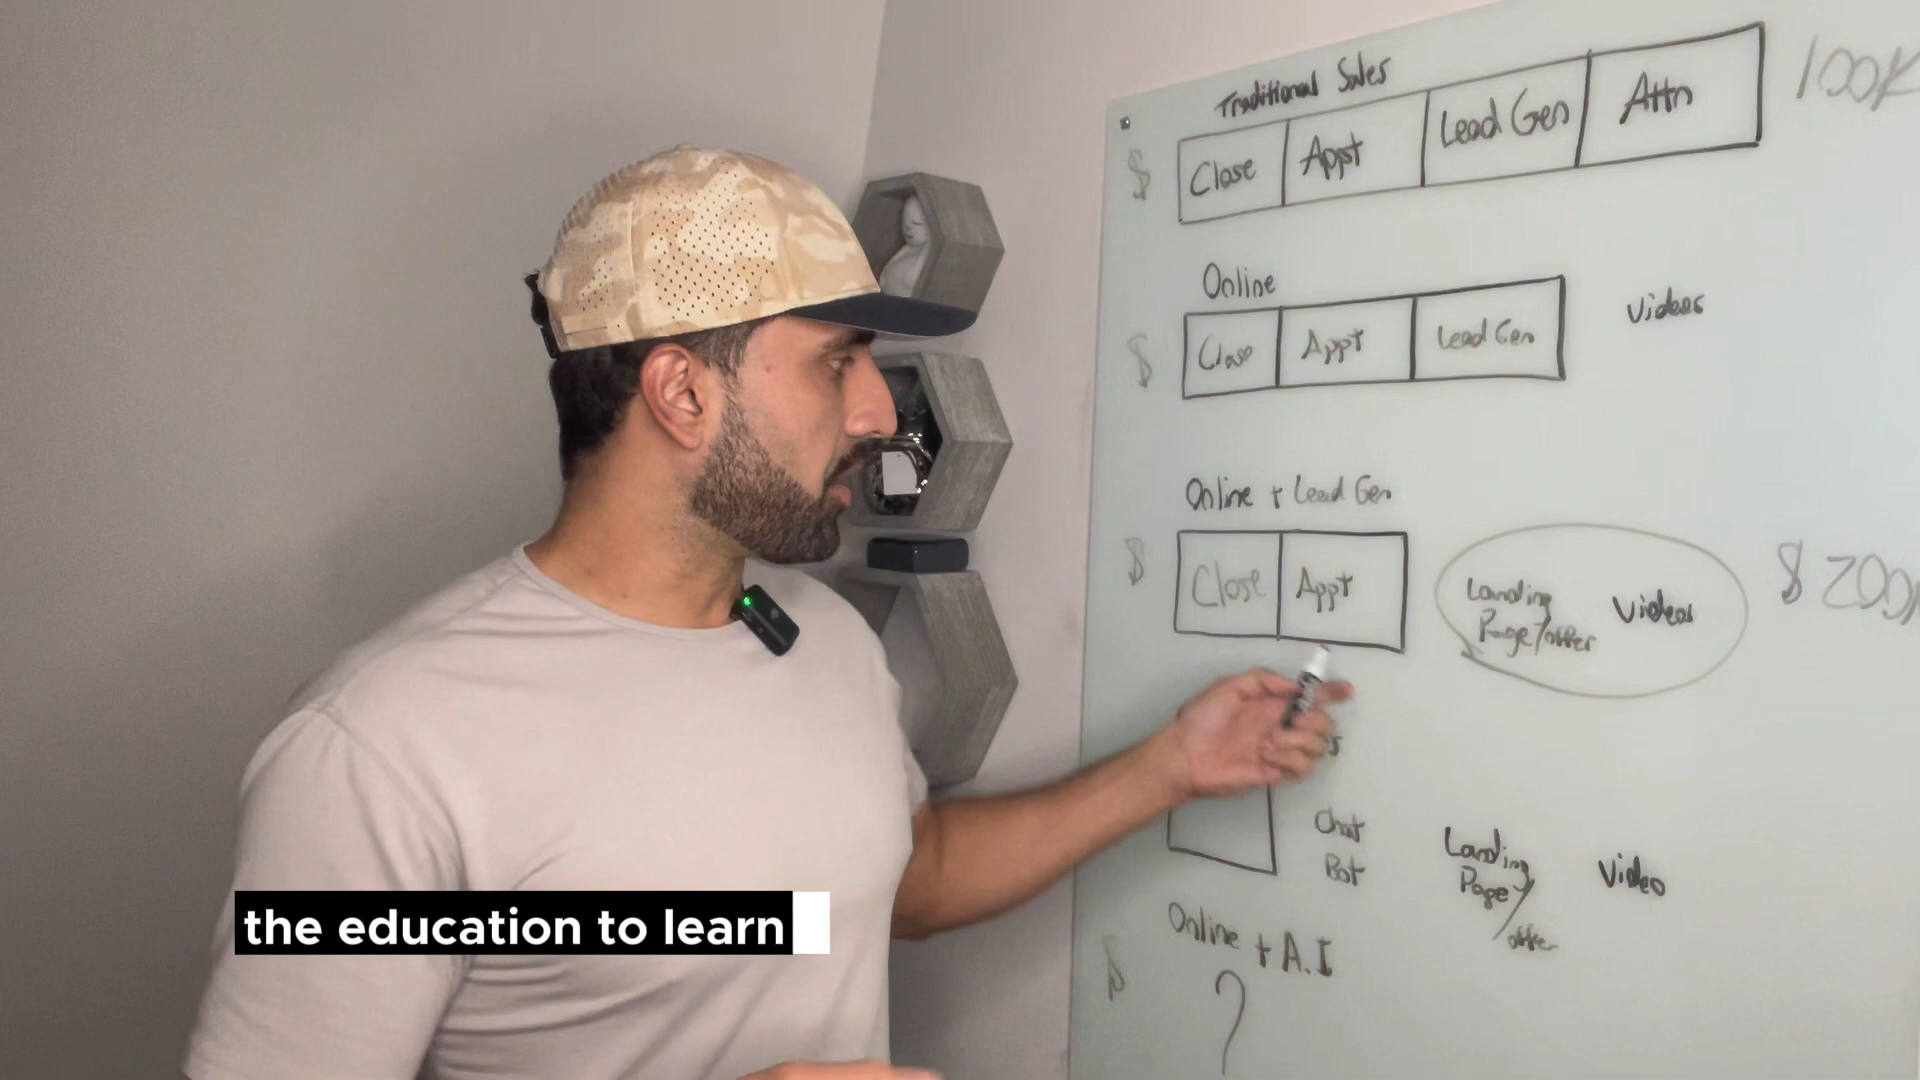 Traditional Sales
$ Close Appt Lead Gen Attn 100K
Online
$ Close Appt Lead Gen Videos
Online + Lead Gen
$ Close Appt Landing Page/offer Videos $ 200
s
Chat
Bot
Landing
Page/
offer
Video
Online + A.I
$ ?
the education to learn